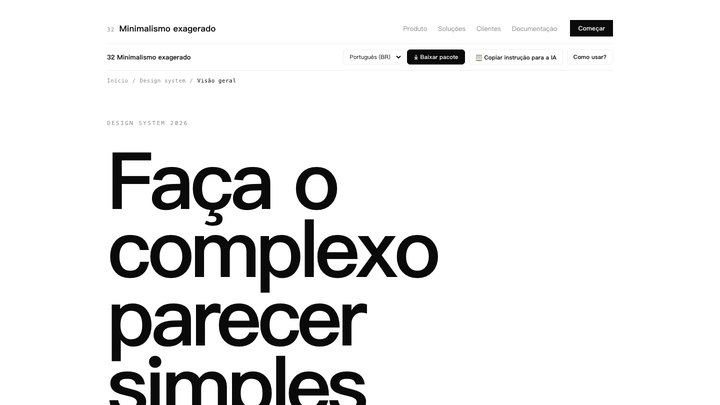 32 Minimalismo exagerado
Produto Soluções Clientes Documentação Começar
32 Minimalismo exagerado
Português (BR) Baixar pacote Copiar instrução para a IA Como usar?
Início / Design system / Visão geral
DESIGN SYSTEM 2026
Faça o
complexo
parecer
simples